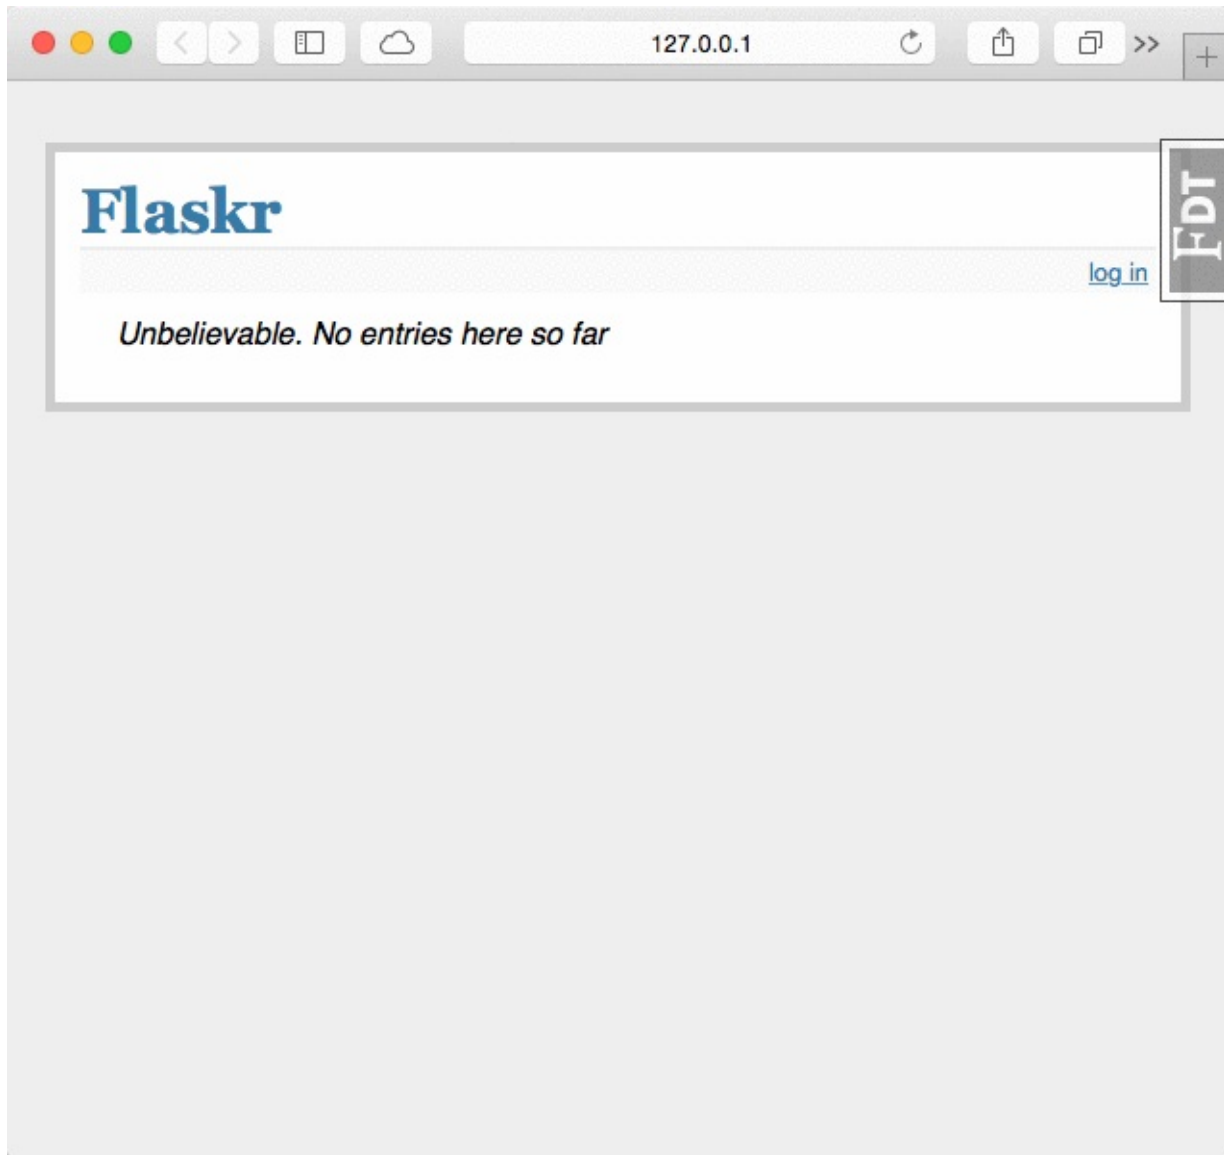 127.0.0.1
>>
Flaskr
FDT
log in
Unbelievable. No entries here so far